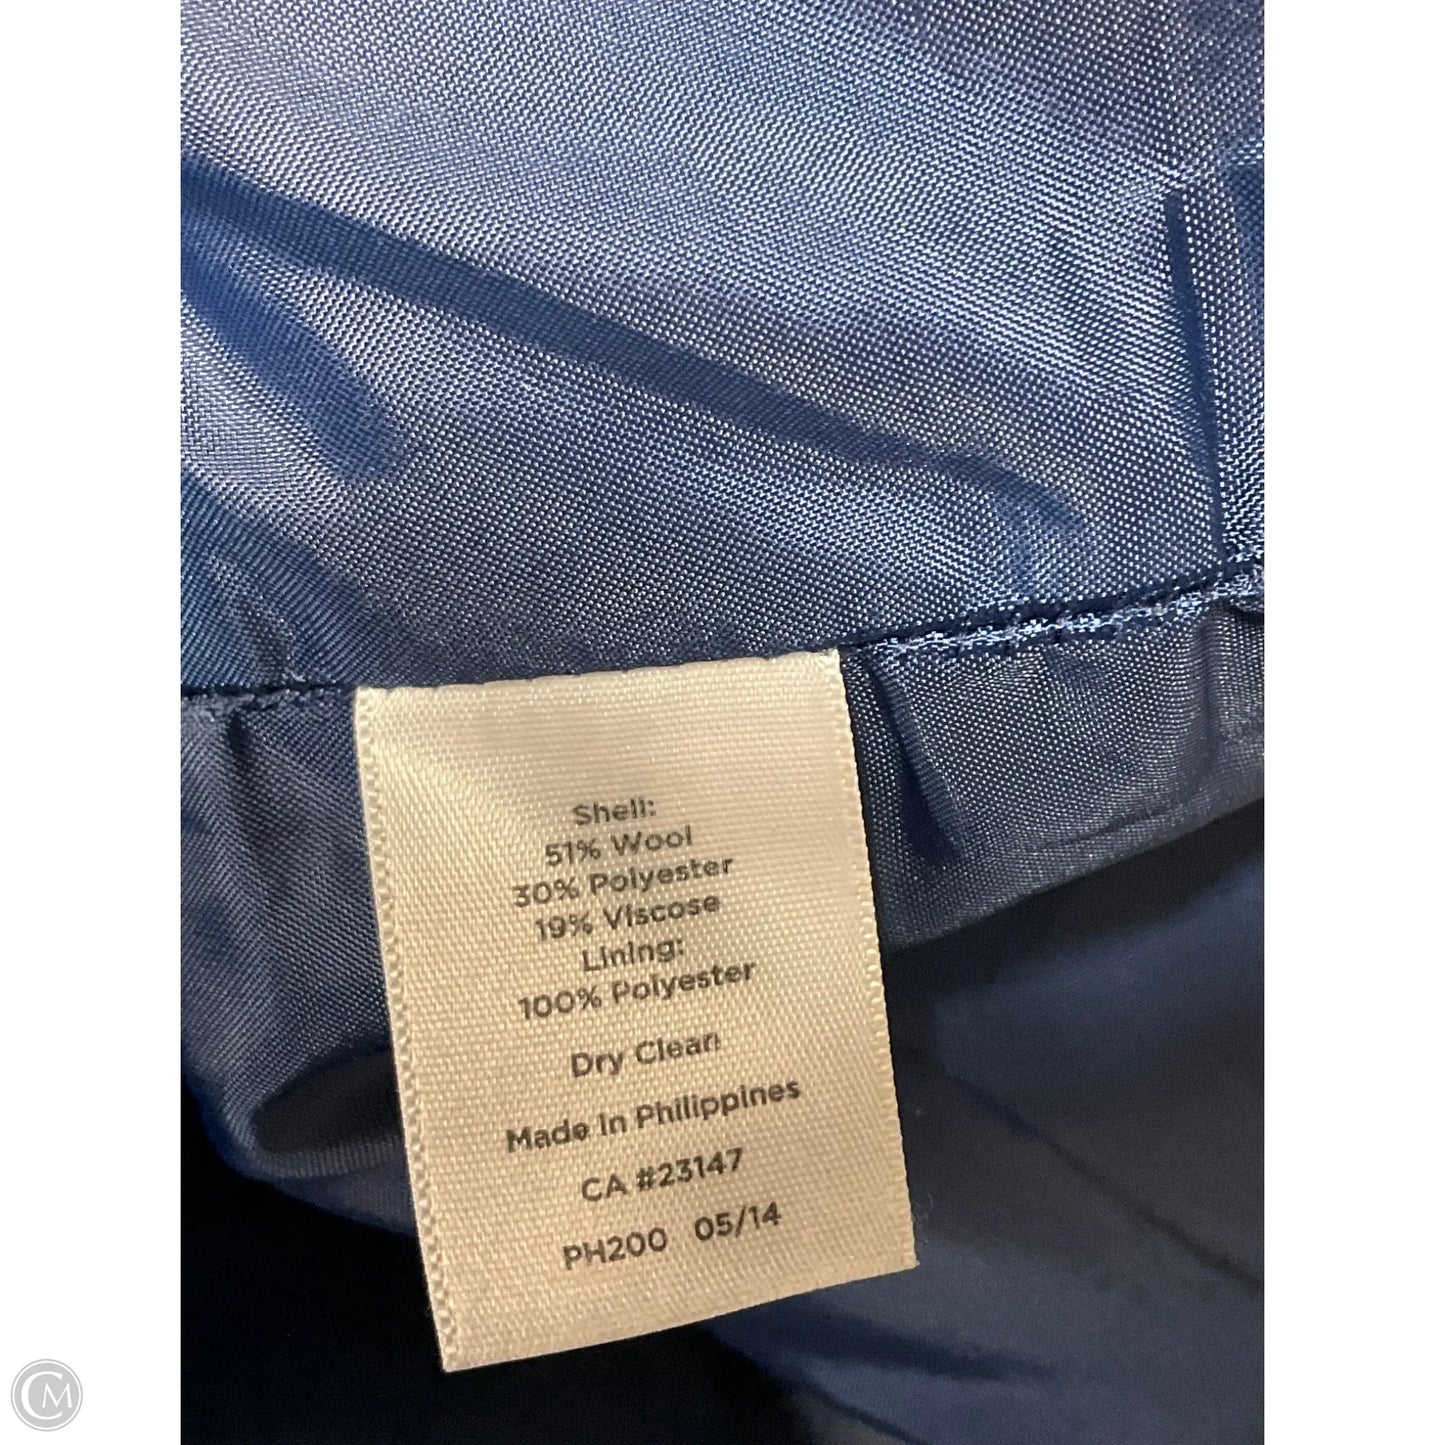 Shell:
51% Wool
30% Polyester
19% Viscose
Lining:
100% Polyester
Dry Clean
Made in Philippines
CA #23147
PH200 05/14
CM